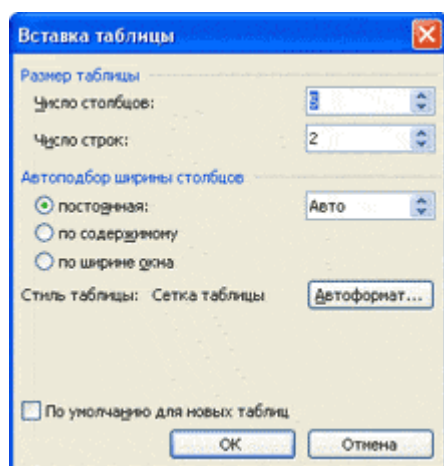 Вставка таблицы
Размер таблицы
Число столбцов:
Число строк: 2
Автоподбор ширины столбцов
постоянная: Авто
по содержимому
по ширине окна
Стиль таблицы: Сетка таблицы Автоформат...
По умолчанию для новых таблиц
ОК Отмена